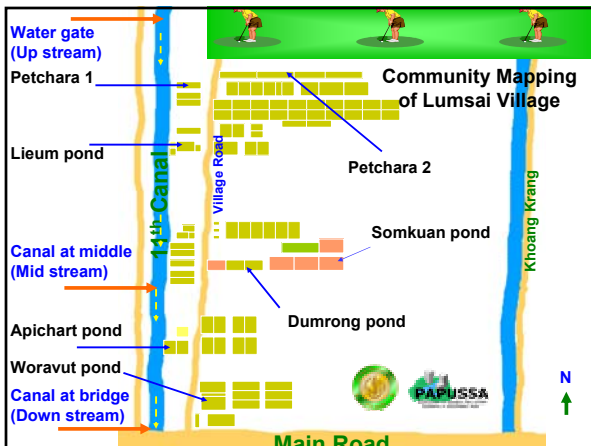 Water gate
(Up stream)
Petchara 1
Community Mapping
of Lumsai Village
Lieum pond
Petchara 2
Village Road
11th Canal
Khoang Krang
Somkuan pond
Canal at middle
(Mid stream)
Dumrong pond
Apichart pond
Woravut pond
Canal at bridge
(Down stream)
PAPUSSA
N
Main Road